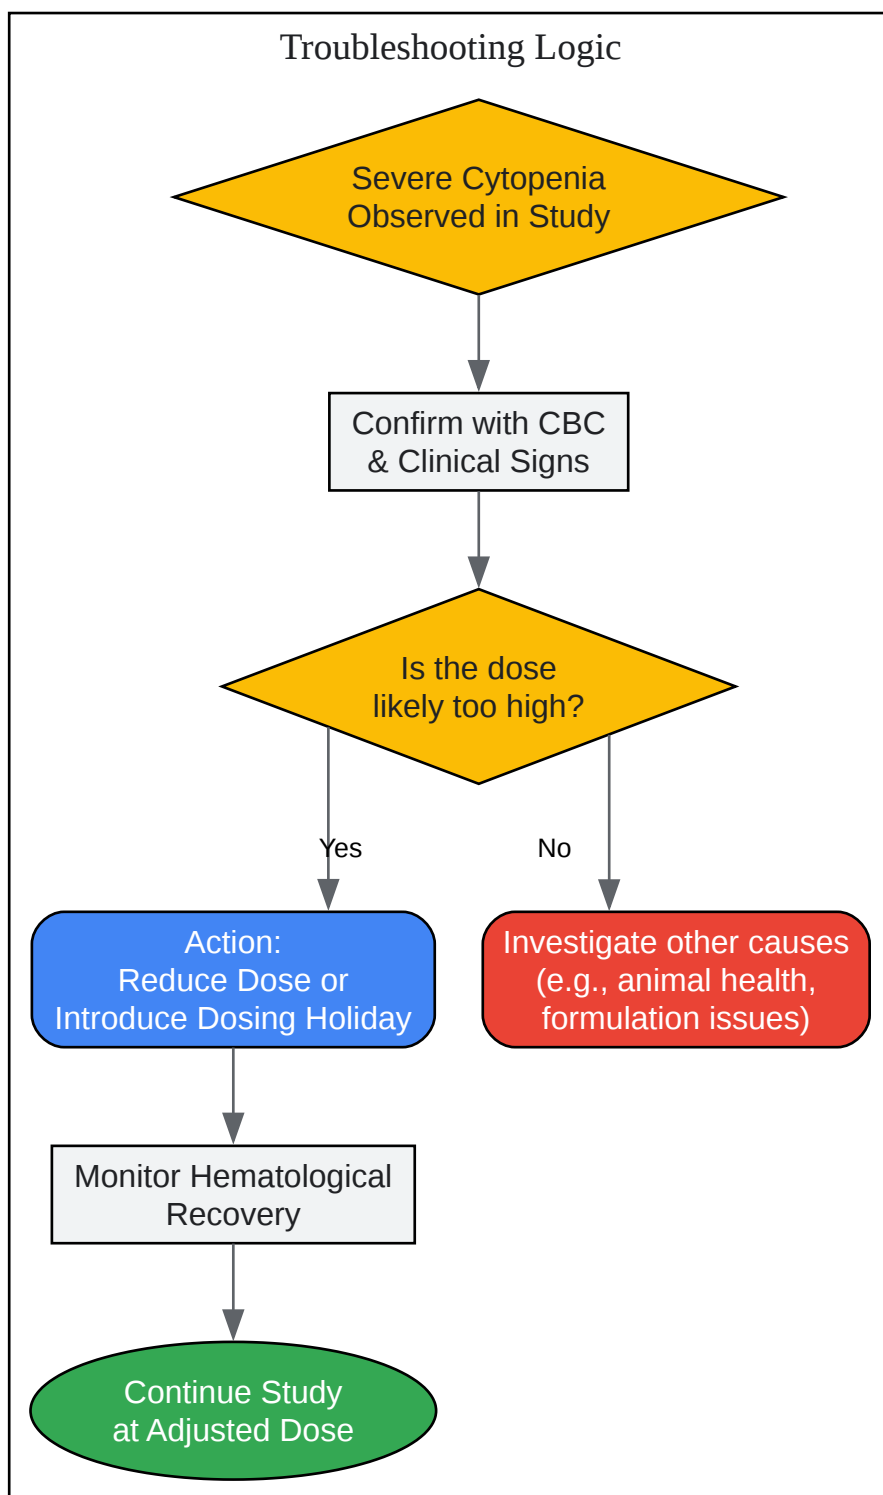 Troubleshooting Logic
Severe Cytopenia
Observed in Study
Confirm with CBC
& Clinical Signs
Is the dose
likely too high?
Yes
No
Action:
Reduce Dose or
Introduce Dosing Holiday
Investigate other causes
(e.g., animal health,
formulation issues)
Monitor Hematological
Recovery
Continue Study
at Adjusted Dose